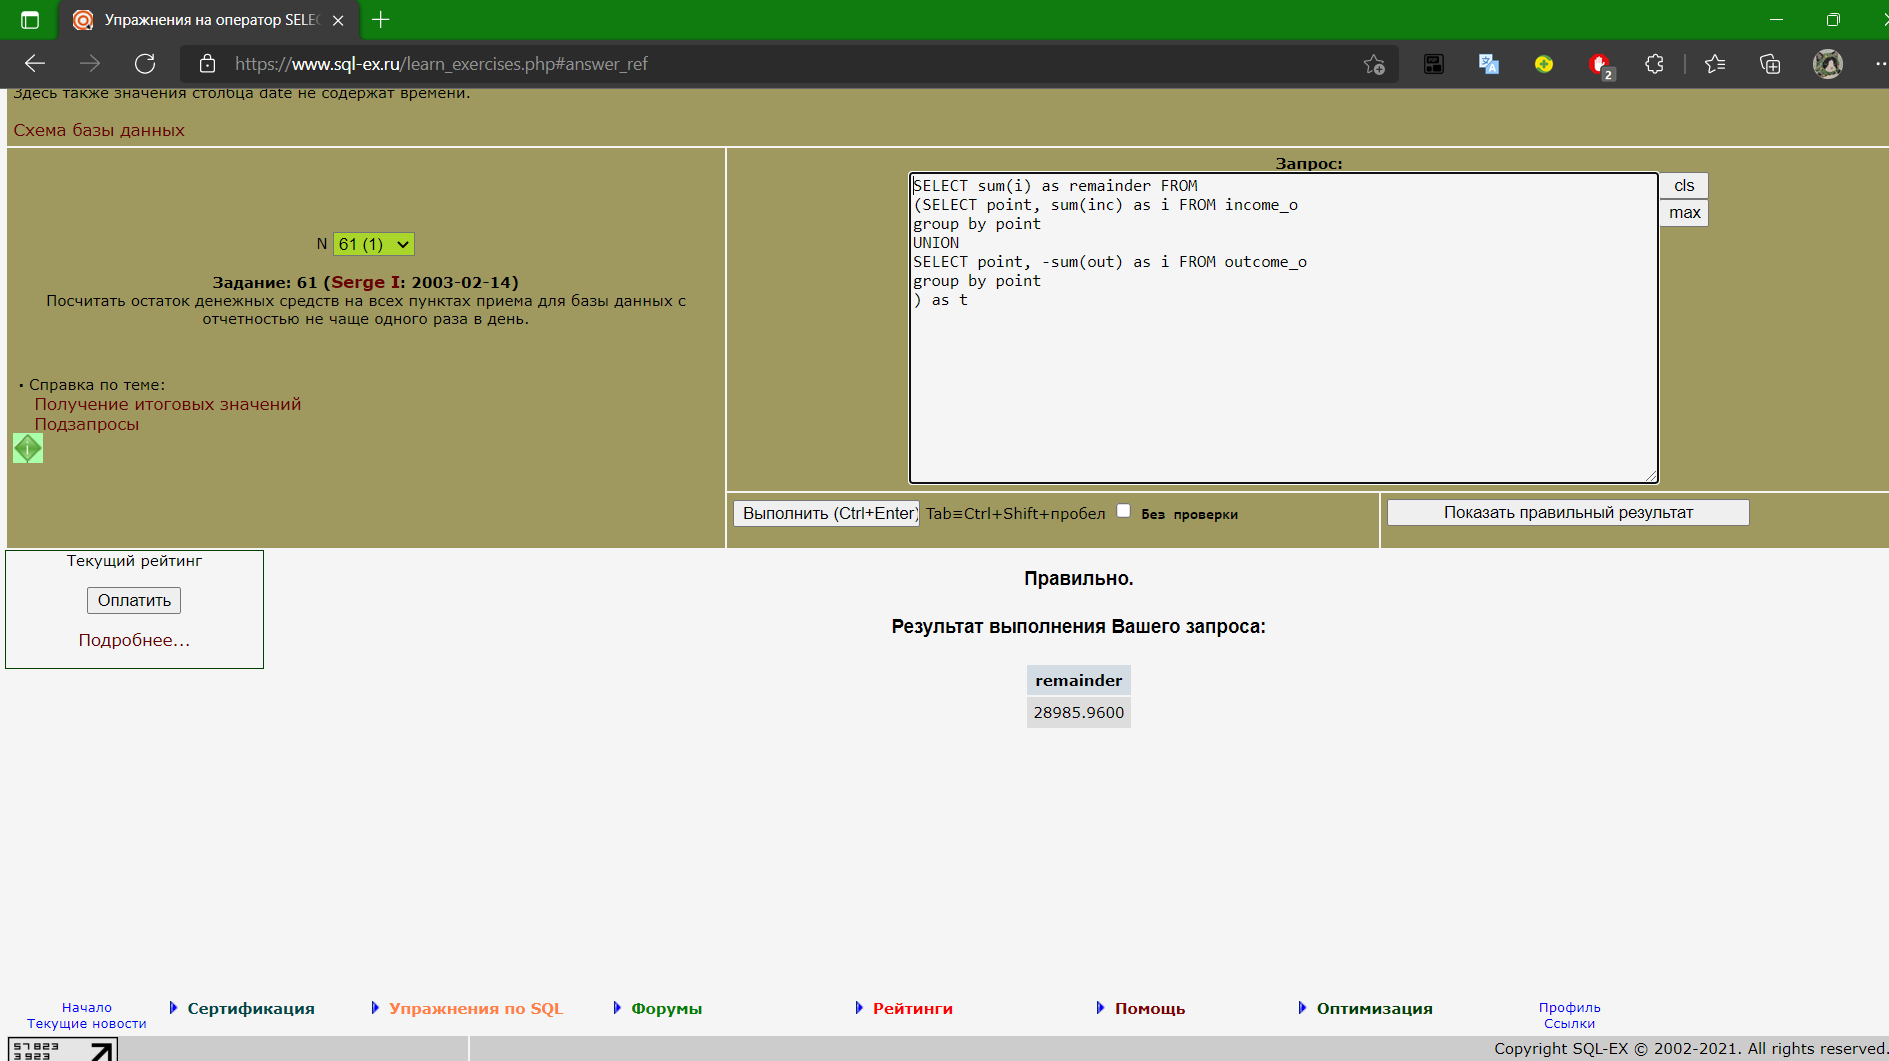 Упражнения на оператор SELEC
https://www.sql-ex.ru/learn_exercises.php#answer_ref
2
Здесь также значения столбца date не содержат времени.
Схема базы данных
N 61 (1)
Задание: 61 (Serge I: 2003-02-14)
Посчитать остаток денежных средств на всех пунктах приема для базы данных с
отчетностью не чаще одного раза в день.
• Справка по теме:
Получение итоговых значений
Подзапросы
Запрос:
SELECT sum(i) as remainder FROM
(SELECT point, sum(inc) as i FROM income_o
group by point
UNION
SELECT point, -sum(out) as i FROM outcome_o
group by point
) as t
cls
max
Выполнить (Ctrl+Enter) Tab=Ctrl+Shift+пробел Без проверки
Показать правильный результат
Текущий рейтинг
Оплатить
Подробнее...
Правильно.
Результат выполнения Вашего запроса:
remainder
28985.9600
Начало
Текущие новости
Сертификация
Упражнения по SQL
Форумы
Рейтинги
Помощь
Оптимизация
Профиль
Ссылки
57823
3923
Copyright SQL-EX © 2002-2021. All rights reserved.